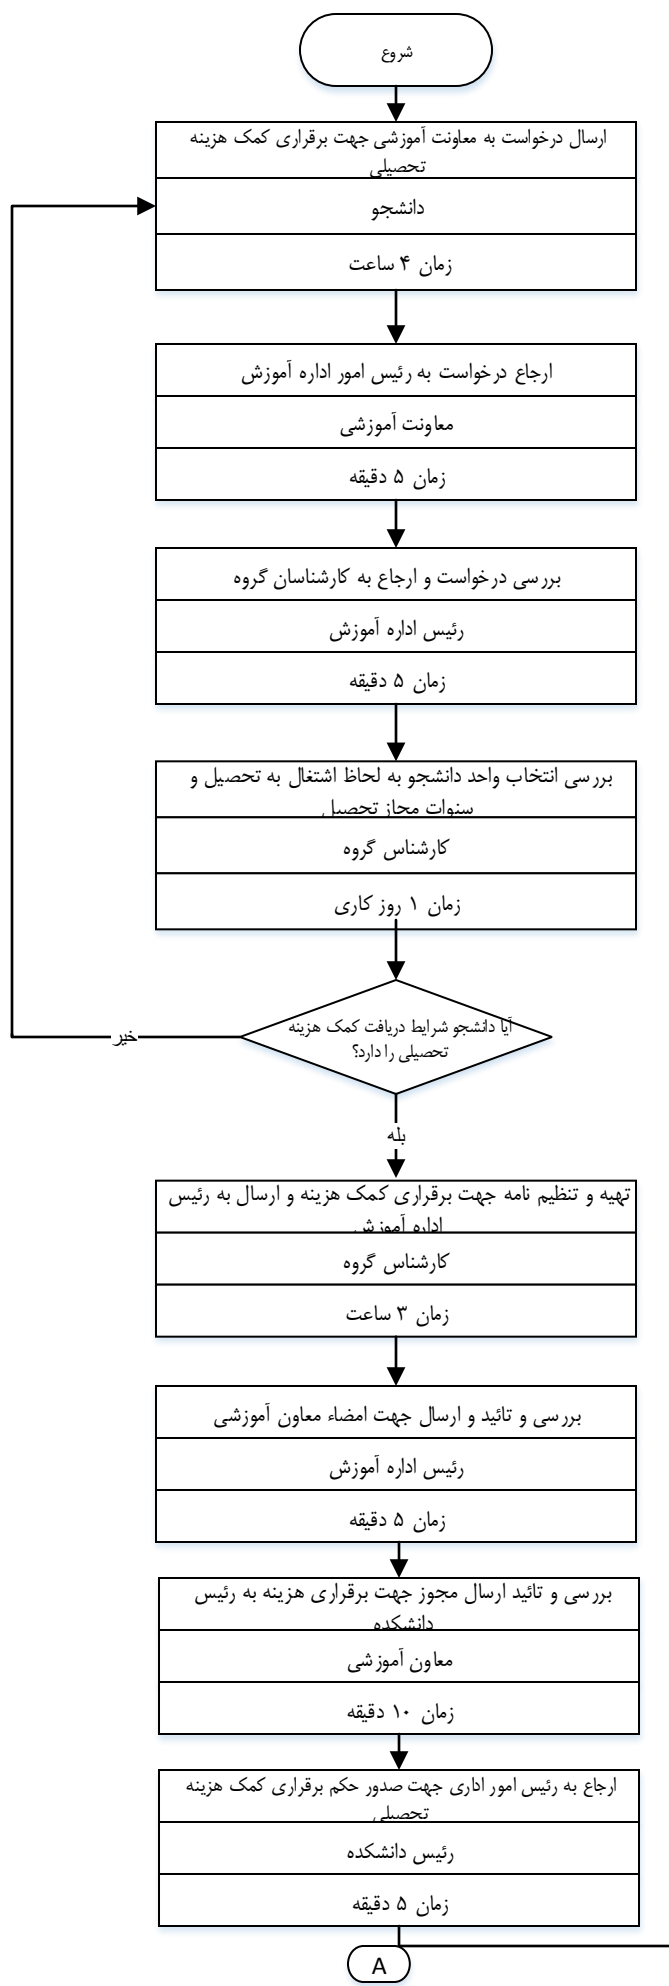 شروع
ارسال درخواست به معاونت آموزشی جهت برقراری کمک هزینه
تحصیلی
دانشجو
زمان ۴ ساعت
ارجاع درخواست به رئیس امور اداره آموزش
معاونت آموزشی
زمان ۵ دقیقه
بررسی درخواست و ارجاع به کارشناسان گروه
رئیس اداره آموزش
زمان ۵ دقیقه
بررسی انتخاب واحد دانشجو به لحاظ اشتغال به تحصیل و
سنوات مجاز تحصیل
کارشناس گروه
زمان ۱ روز کاری
آیا دانشجو شرایط دریافت کمک هزینه
تحصیلی را دارد؟
خیر
بله
تهیه و تنظیم نامه جهت برقراری کمک هزینه و ارسال به رئیس
اداره آموزش
کارشناس گروه
زمان ۳ ساعت
بررسی و تائید و ارسال جهت امضاء معاون آموزشی
رئیس اداره آموزش
زمان ۵ دقیقه
بررسی و تائید ارسال مجوز جهت برقراری هزینه به رئیس
دانشکده
معاون آموزشی
زمان ۱۰ دقیقه
ارجاع به رئیس امور اداری جهت صدور حکم برقراری کمک هزینه
تحصیلی
رئیس دانشکده
زمان ۵ دقیقه
A